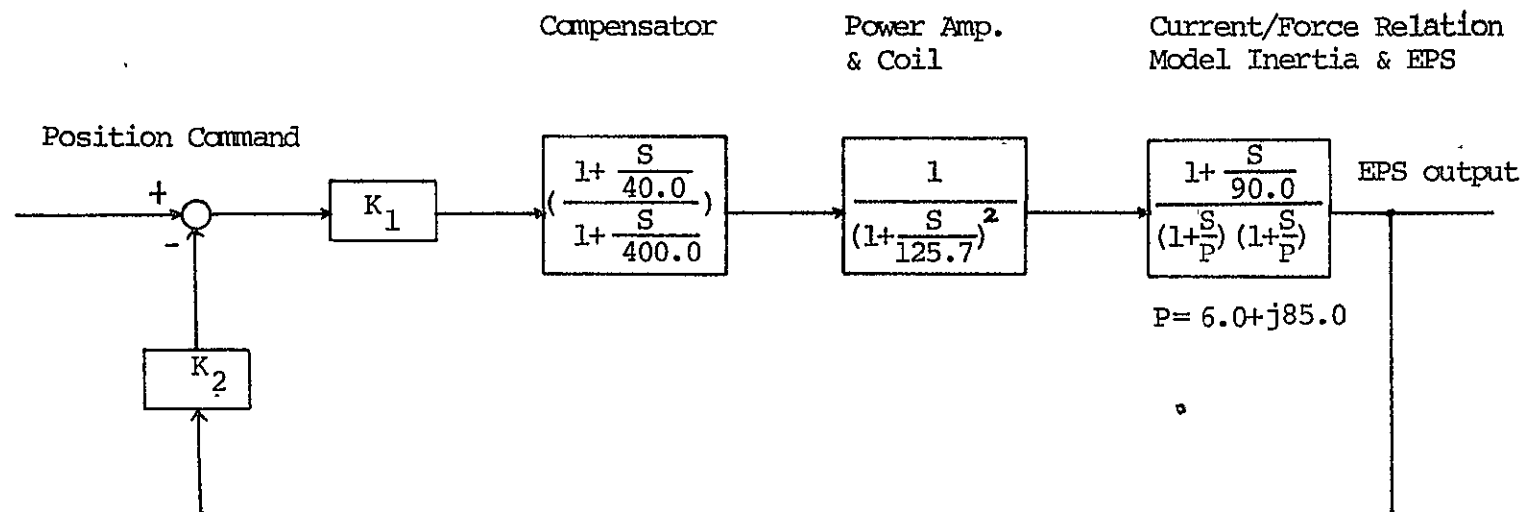 Compensator
Power Amp.
& Coil
Current/Force Relation
Model Inertia & EPS
Position Command
+
-
K1
(
1+ S
40.0
1+ S
400.0
)
1
(1+ S
125.7
)2
1+ S
90.0
(1+S
P
) (1+S
P
)
EPS output
P= 6.0+j85.0
K2